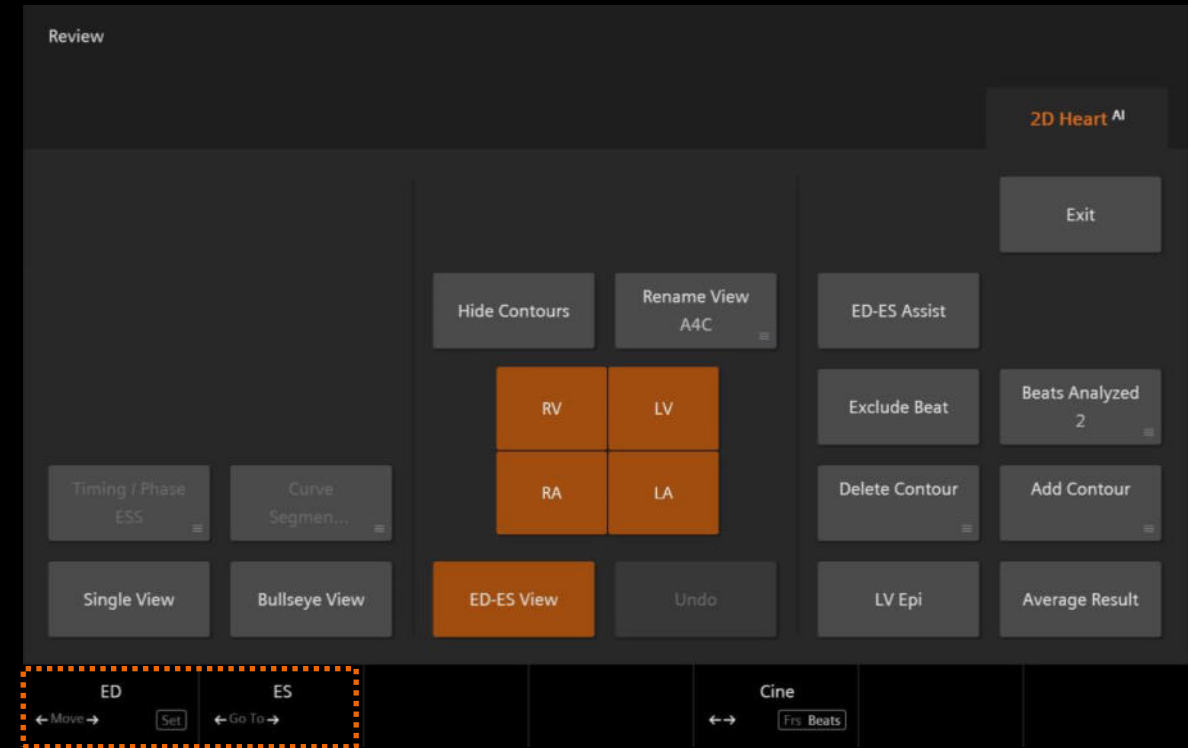 Review
2D Heart AI
Exit
Hide Contours
Rename View
A4C
ED-ES Assist
RV
LV
Exclude Beat
Beats Analyzed
2
RA
LA
Timing / Phase
ESS
Curve
Segmen...
Delete Contour
Add Contour
Single View
Bullseye View
ED-ES View
Undo
LV Epi
Average Result
ED
←Move→
Set
ES
←Go To→
Cine
←→
Frs Beats